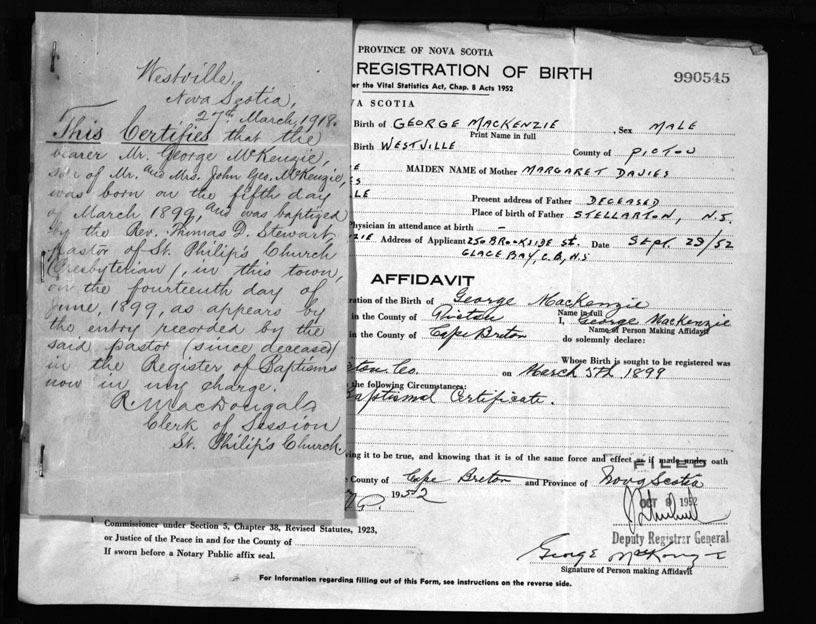 Westville,
Nova Scotia,
27th March, 1918.
This Certifies that the
bearer Mr. George McKenzie,
son of Mr. and Mrs. John Geo. McKenzie,
was born on the fifth day
of March 1899, and was baptized
by the Rev. Thomas D. Stewart,
pastor of St. Philip's Church
(Presbyterian), in this town,
on the fourteenth day of
June, 1899, as appears by
the entry recorded by the
said pastor (since deceased)
in the Register of Baptisms
now in my charge.
R. MacDougald
Clerk of Session
St. Philip's Church.
PROVINCE OF NOVA SCOTIA
REGISTRATION OF BIRTH
990545
er the Vital Statistics Act, Chap. 8 Acts 1952
VA SCOTIA
Birth of GEORGE MACKENZIE, Sex MALE
Print Name in full
Birth WESTVILLE County of PICTOU
MAIDEN NAME of Mother MARGARET DAVIES
LE Present address of Father DECEASED
Place of birth of Father STELLARTON, N.S.
Physician in attendance at birth –
ZIE Address of Applicant 250 BROOKSIDE St. Date SEPT. 29/52
GLACE BAY, C.B., N.S
AFFIDAVIT
ration of the Birth of George MacKenzie
Name in full
in the County of Pictou I, George MacKenzie
Name of Person Making Affidavit
in the County of Cape Breton do solemnly declare:
Whose Birth is sought to be registered was
ton. Co. on March 5th, 1899
the following Circumstances:
Baptismal Certificate.
ing it to be true, and knowing that it is of the same force and effect as if made under oath
FILED
County of Cape Breton and Province of Nova Scotia
1952
OCT 9 1952
J.P.
Deputy Registrar General
Commissioner under Section 5, Chapter 38, Revised Statutes, 1923,
or Justice of the Peace in and for the County of
If sworn before a Notary Public affix seal.
George McKenzie
Signature of Person making Affidavit
For Information regarding filling out of this Form, see instructions on the reverse side.